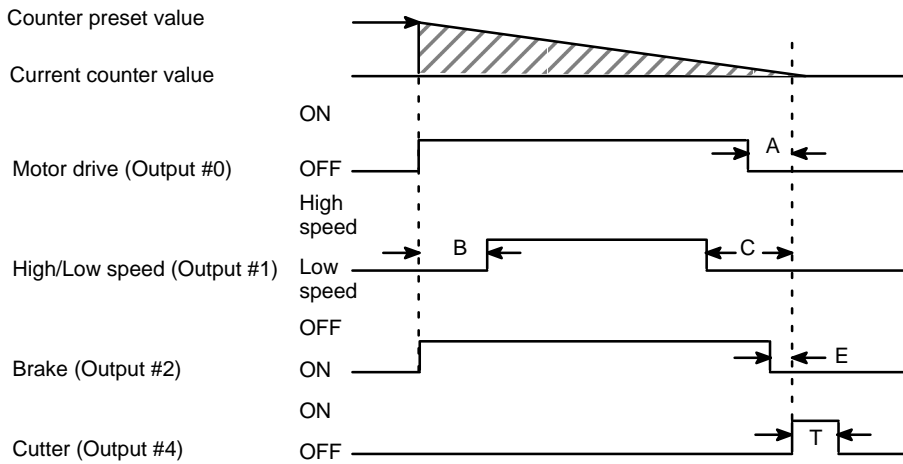 Counter preset value
Current counter value
ON
Motor drive (Output #0)
OFF
A
High
speed
High/Low speed (Output #1)
B
C
Low
speed
OFF
Brake (Output #2)
ON
E
ON
Cutter (Output #4)
OFF
T